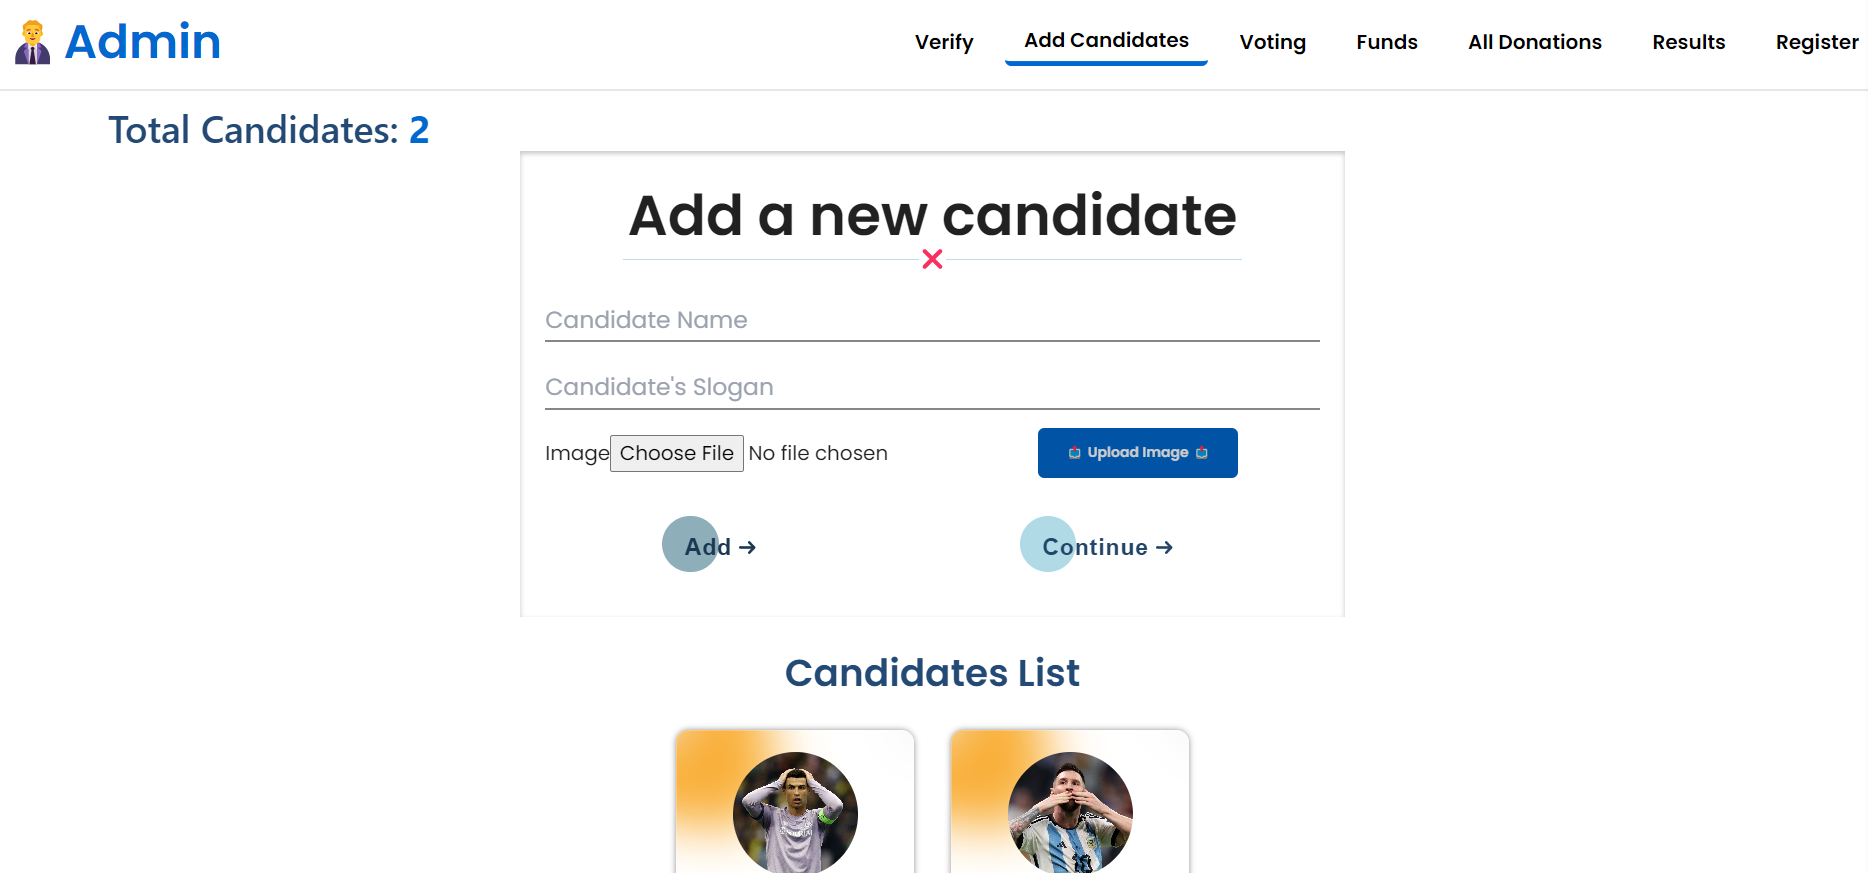 Admin
Verify
Add Candidates
Voting
Funds
All Donations
Results
Register
Total Candidates: 2
Add a new candidate
Candidate Name
Candidate's Slogan
Image Choose File No file chosen
Upload Image
Add →
Continue →
Candidates List
10